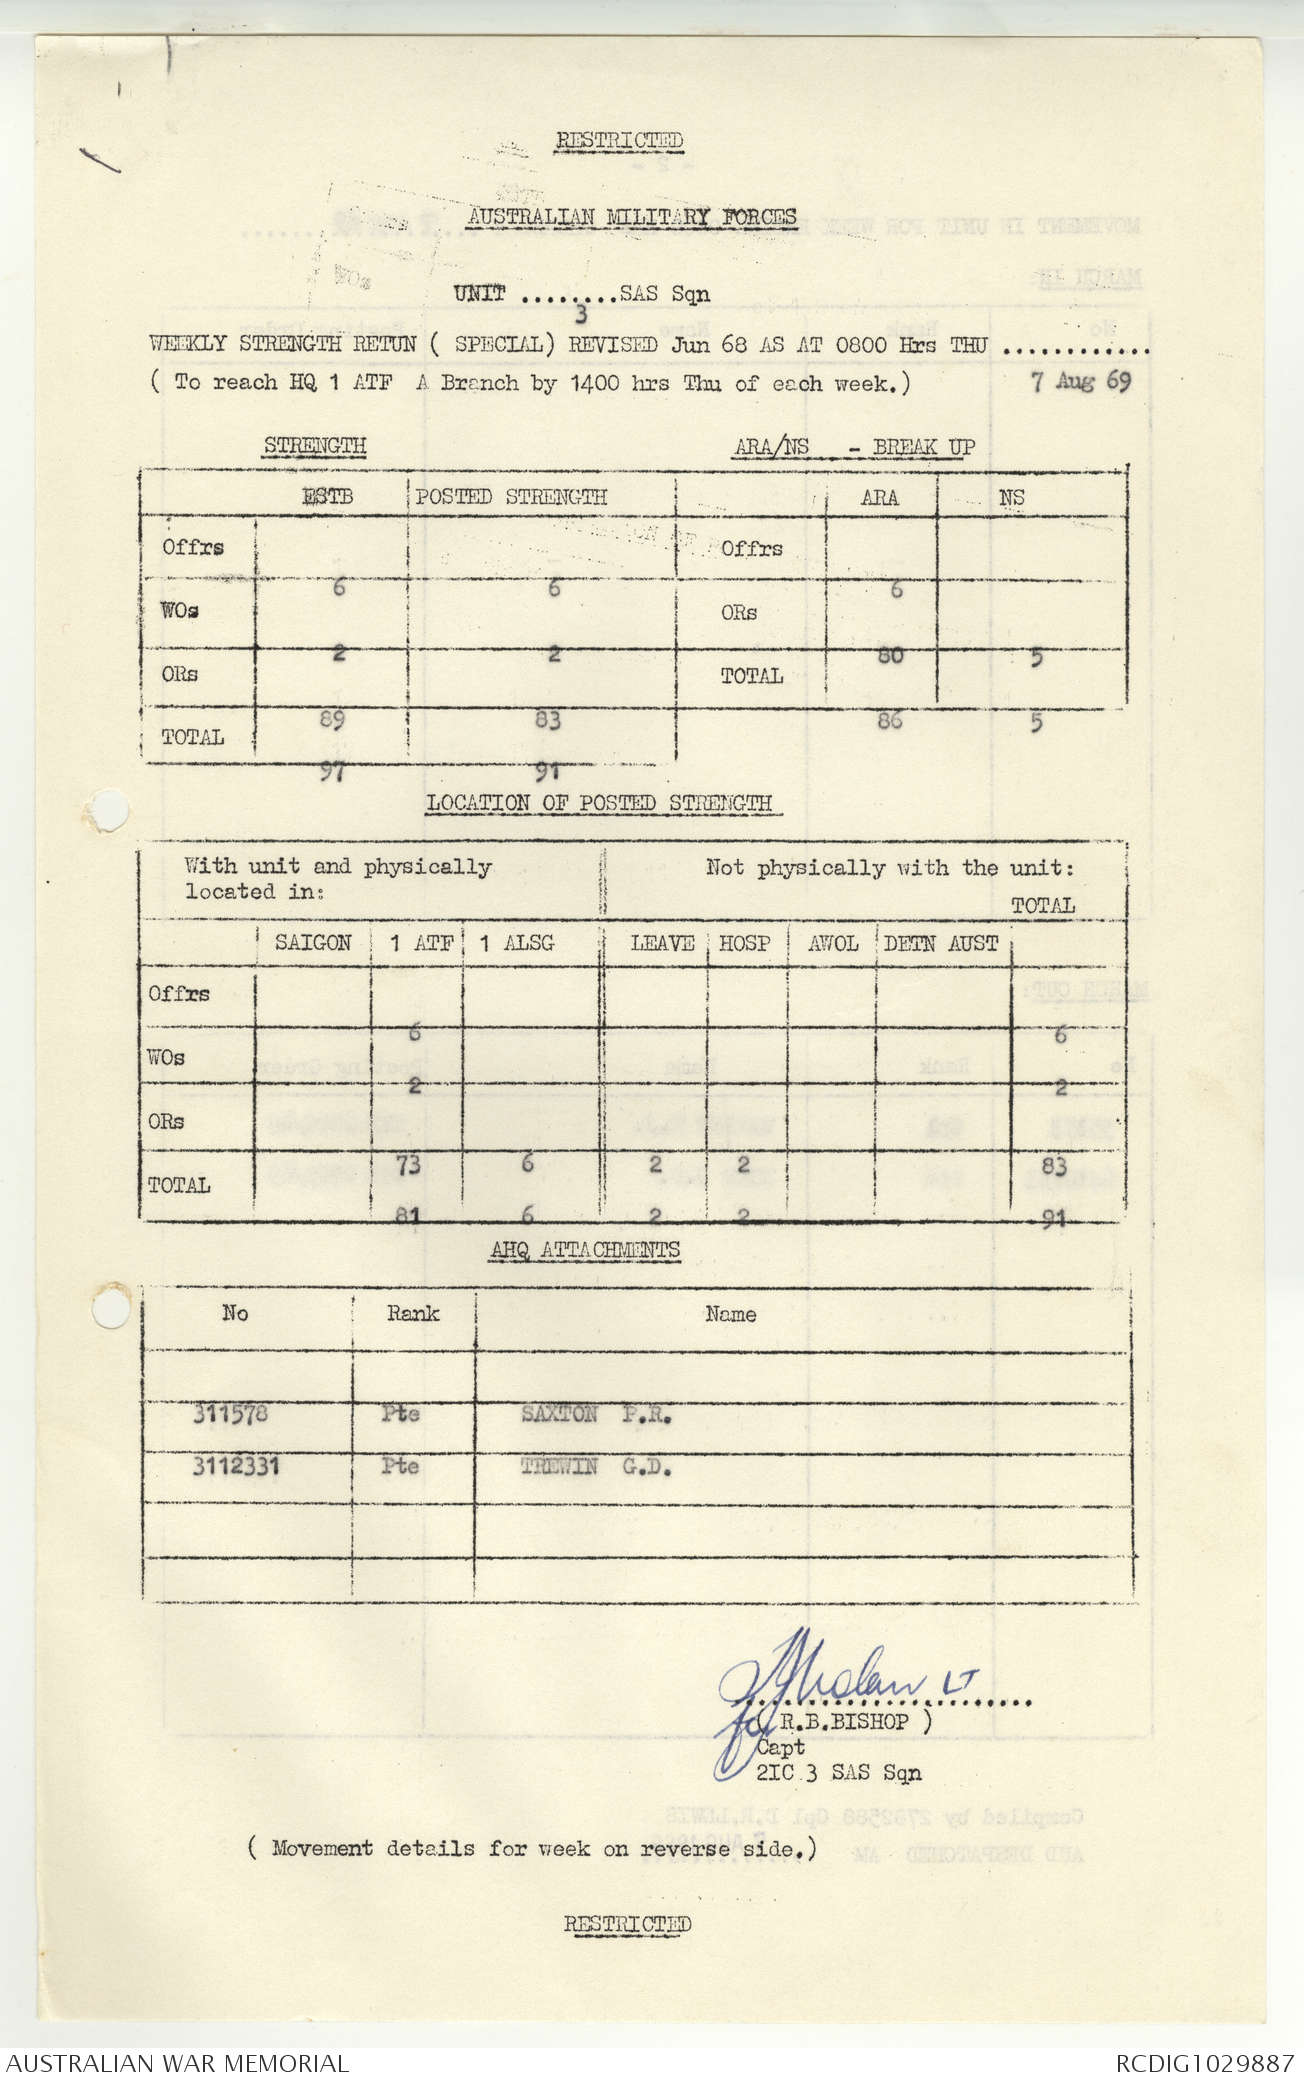 RESTRICTED
AUSTRALIAN MILITARY FORCES
UNIT ........SAS Sqn
3
WEEKLY STRENGTH RETUN ( SPECIAL) REVISED Jun 68 AS AT 0800 Hrs THU ............
( To reach HQ 1 ATF A Branch by 1400 hrs Thu of each week.) 7 Aug 69
STRENGTH ARA/NS - BREAK UP
ESTB POSTED STRENGTH ARA NS
Offrs Offrs
6 6 6
WOs ORs
2 2 80 5
ORs TOTAL
89 83 86 5
TOTAL
97 91
LOCATION OF POSTED STRENGTH
With unit and physically Not physically with the unit:
located in:
TOTAL
SAIGON 1 ATF 1 ALSG LEAVE HOSP AWOL DETN AUST
Offrs
6 6
WOs
2 2
ORs
73 6 2 2 83
TOTAL
81 6 2 2 91
AHQ ATTACHMENTS
No Rank Name
311578 Pte SAXTON P.R.
3112331 Pte TREWIN G.D.
LT
.......................
for
( R.B.BISHOP )
Capt
2IC 3 SAS Sqn
( Movement details for week on reverse side.)
RESTRICTED
AUSTRALIAN WAR MEMORIAL RCDIG1029887